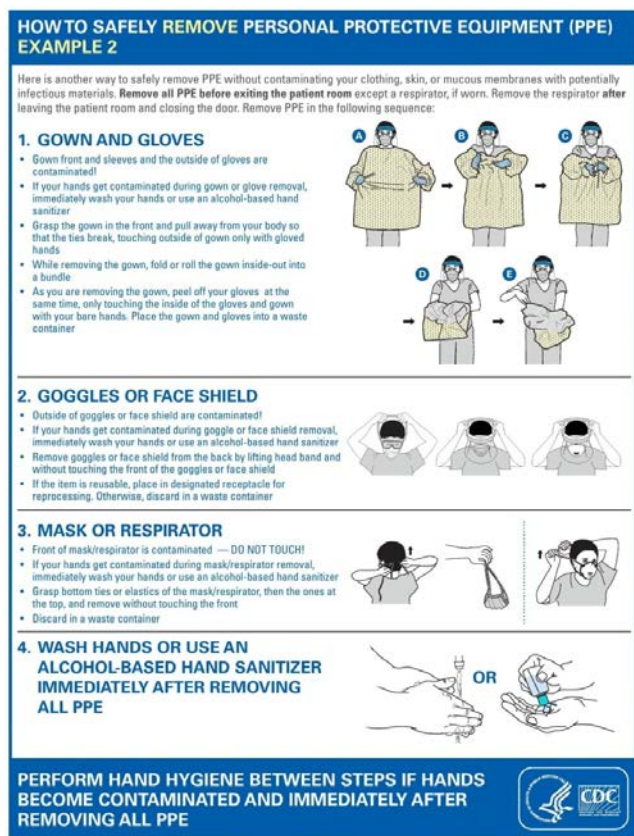 HOW TO SAFELY REMOVE PERSONAL PROTECTIVE EQUIPMENT (PPE)
EXAMPLE 2
Here is another way to safely remove PPE without contaminating your clothing, skin, or mucous membranes with potentially
infectious materials. Remove all PPE before exiting the patient room except a respirator, if worn. Remove the respirator after
leaving the patient room and closing the door. Remove PPE in the following sequence:
1. GOWN AND GLOVES
• Gown front and sleeves and the outside of gloves are
contaminated!
• If your hands get contaminated during gown or glove removal,
immediately wash your hands or use an alcohol-based hand
sanitizer
• Grasp the gown in the front and pull away from your body so
that the ties break, touching outside of gown only with gloved
hands
• While removing the gown, fold or roll the gown inside-out into
a bundle
• As you are removing the gown, peel off your gloves at the
same time, only touching the inside of the gloves and gown
with your bare hands. Place the gown and gloves into a waste
container
A
B
C
D
E
2. GOGGLES OR FACE SHIELD
• Outside of goggles or face shield are contaminated!
• If your hands get contaminated during goggle or face shield removal,
immediately wash your hands or use an alcohol-based hand sanitizer
• Remove goggles or face shield from the back by lifting head band and
without touching the front of the goggles or face shield
• If the item is reusable, place in designated receptacle for
reprocessing. Otherwise, discard in a waste container
3. MASK OR RESPIRATOR
• Front of mask/respirator is contaminated — DO NOT TOUCH!
• If your hands get contaminated during mask/respirator removal,
immediately wash your hands or use an alcohol-based hand sanitizer
• Grasp bottom ties or elastics of the mask/respirator, then the ones at
the top, and remove without touching the front
• Discard in a waste container
4. WASH HANDS OR USE AN
ALCOHOL-BASED HAND SANITIZER
IMMEDIATELY AFTER REMOVING
ALL PPE
OR
PERFORM HAND HYGIENE BETWEEN STEPS IF HANDS
BECOME CONTAMINATED AND IMMEDIATELY AFTER
REMOVING ALL PPE
CDC